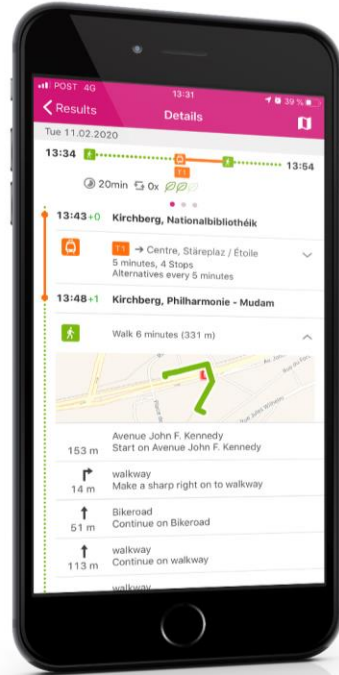 POST 4G 13:31 39 %
Results Details
Tue 11.02.2020
13:34 T1 13:54
20min 0x
13:43+0 Kirchberg, Nationalbibliothéik
T1 → Centre, Stäreplaz / Étoile
5 minutes, 4 Stops
Alternatives every 5 minutes
13:48+1 Kirchberg, Philharmonie - Mudam
Walk 6 minutes (331 m)
Avenue John F. Kennedy
153 m Start on Avenue John F. Kennedy
walkway
14 m Make a sharp right on to walkway
Bikeroad
51 m Continue on Bikeroad
walkway
113 m Continue on walkway
walkway